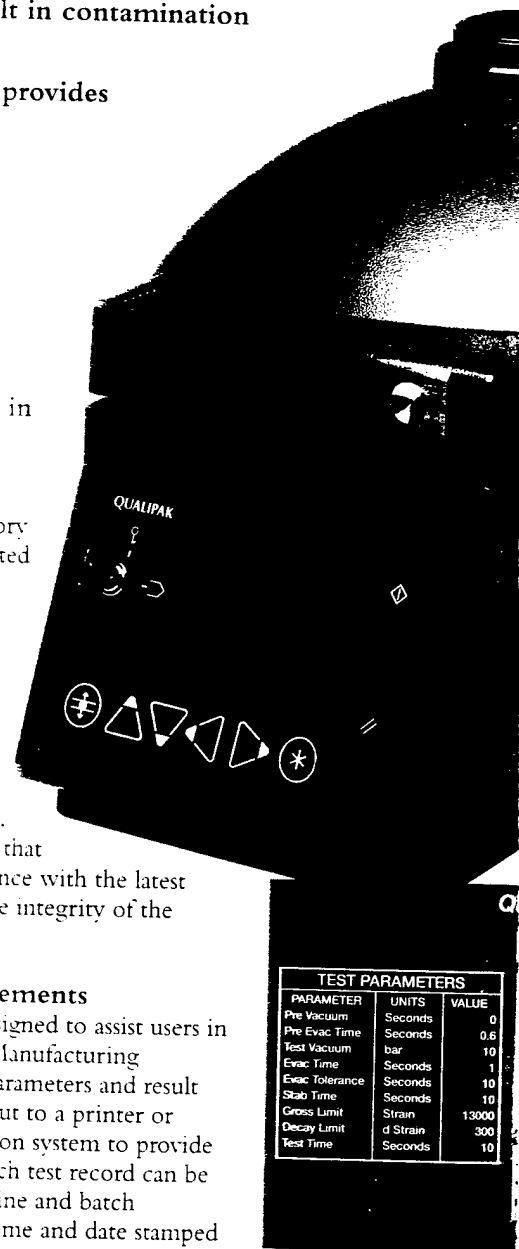 lt in contamination
provides
in
ory
ted
QUALIPAK
.
that
nce with the latest
e integrity of the
ements
signed to assist users in
Manufacturing
arameters and result
out to a printer or
on system to provide
ch test record can be
ine and batch
me and date stamped
Q
TEST PARAMETERS
PARAMETER UNITS VALUE
Pre Vacuum Seconds 0
Pre Evac Time Seconds 0.6
Test Vacuum bar 10
Evac Time Seconds 1
Evac Tolerance Seconds 10
Stab Time Seconds 10
Gross Limit Strain 13000
Decay Limit d Strain 300
Test Time Seconds 10